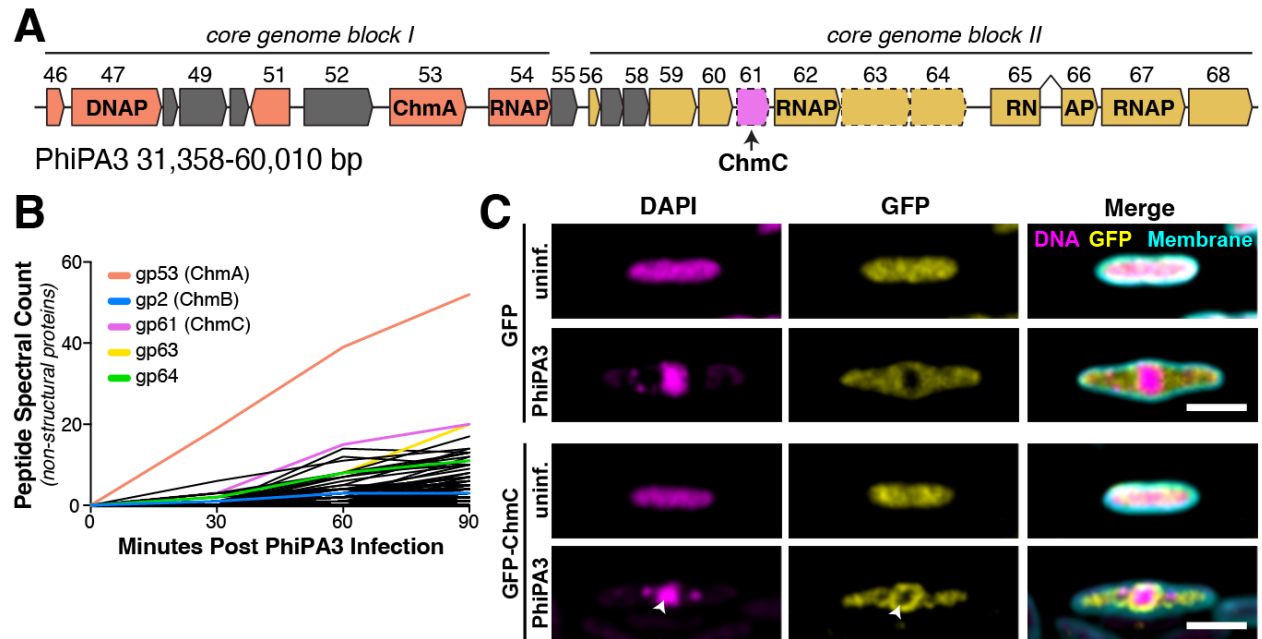 A
core genome block I
core genome block II
46 47 49 51 52 53 54 55 56 58 59 60 61 62 63 64 65 66 67 68
DNAP ChmA RNAP RNAP RN AP RNAP
PhiPA3 31,358-60,010 bp
ChmC
B
Peptide Spectral Count
(non-structural proteins)
60
40
20
0
gp53 (ChmA)
gp2 (ChmB)
gp61 (ChmC)
gp63
gp64
0 30 60 90
Minutes Post PhiPA3 Infection
C
DAPI GFP Merge
DNA GFP Membrane
GFP
uninf.
PhiPA3
GFP-ChmC
uninf.
PhiPA3